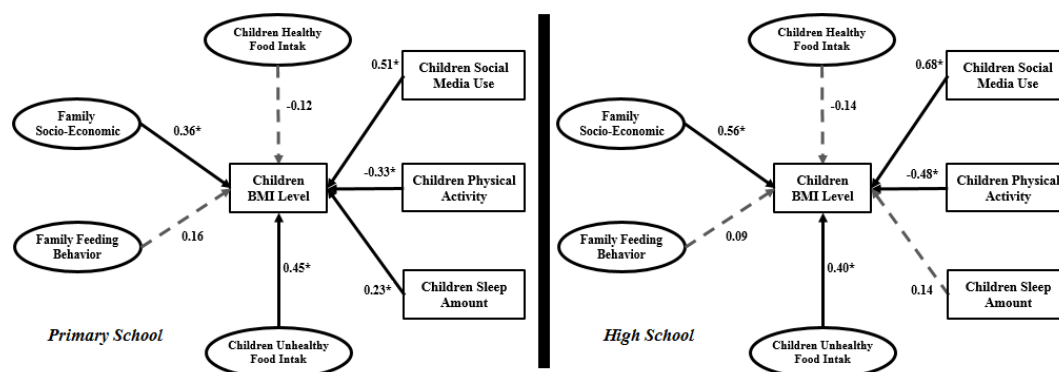 Children Healthy
Food Intak
0.51*
Children Social
Media Use
-0.12
Family
Socio-Economic
0.36*
Children
BMI Level
-0.33*
Children Physical
Activity
Family Feeding
Behavior
0.16
0.45*
0.23*
Children Sleep
Amount
Primary School
Children Unhealthy
Food Intak
Children Healthy
Food Intak
0.68*
Children Social
Media Use
-0.14
Family
Socio-Economic
0.56*
Children
BMI Level
-0.48*
Children Physical
Activity
Family Feeding
Behavior
0.09
0.40*
0.14
Children Sleep
Amount
High School
Children Unhealthy
Food Intak